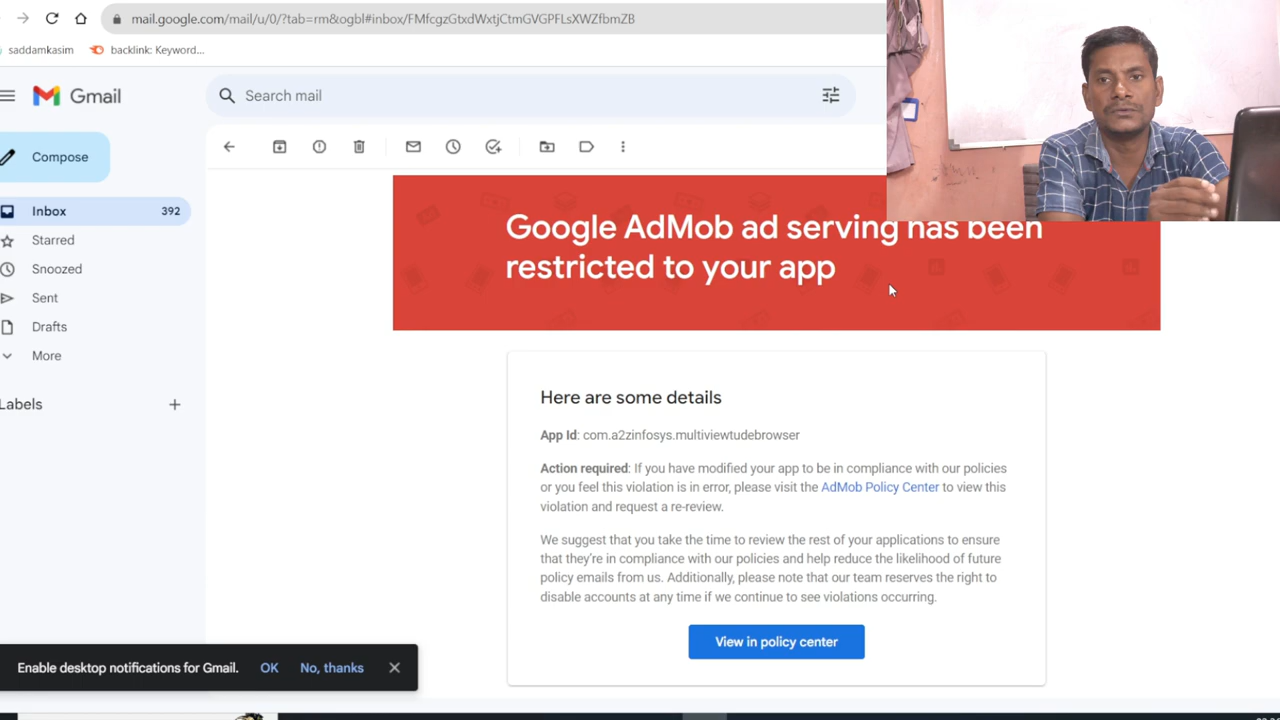 mail.google.com/mail/u/0/?tab=rm&ogbl#inbox/FMfcgzGtxdWxtjCtmGVGPFLsXWZfbmZB
saddamkasim
backlink: Keyword...
Gmail
Search mail
Compose
Inbox 392
Starred
Snoozed
Sent
Drafts
More
Labels
Google AdMob ad serving has been
restricted to your app
Here are some details
App Id: com.a2zinfosys.multiviewtudebrowser
Action required: If you have modified your app to be in compliance with our policies
or you feel this violation is in error, please visit the AdMob Policy Center to view this
violation and request a re-review.
We suggest that you take the time to review the rest of your applications to ensure
that they're in compliance with our policies and help reduce the likelihood of future
policy emails from us. Additionally, please note that our team reserves the right to
disable accounts at any time if we continue to see violations occurring.
View in policy center
Enable desktop notifications for Gmail. OK No, thanks